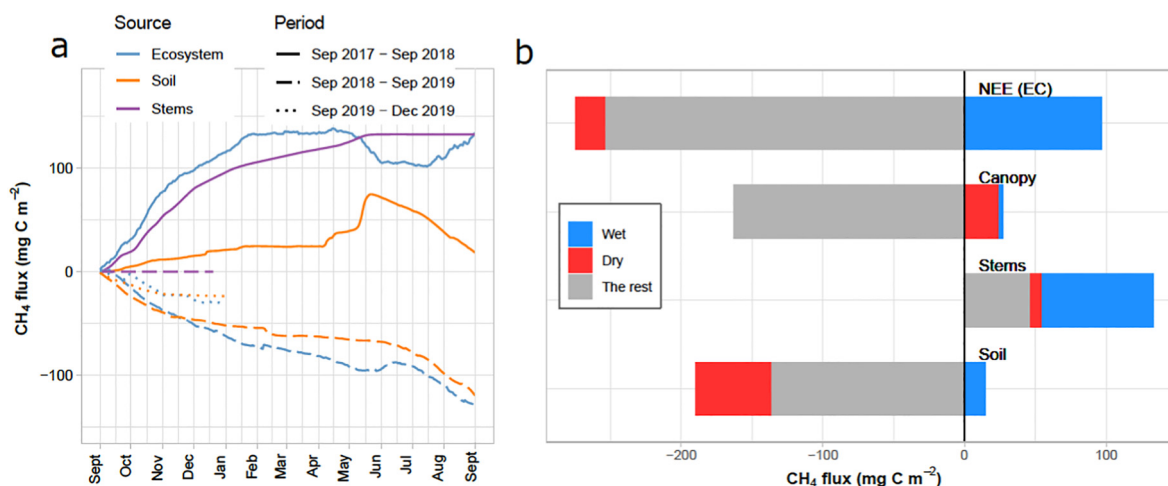 a
Source
Ecosystem
Soil
Stems
Period
Sep 2017 − Sep 2018
Sep 2018 − Sep 2019
Sep 2019 − Dec 2019
CH₄ flux (mg C m⁻²)
100
0
−100
Sept
Oct
Nov
Dec
Jan
Feb
Mar
Apr
May
Jun
Jul
Aug
Sept
b
NEE (EC)
Canopy
Stems
Soil
Wet
Dry
The rest
−200
−100
0
100
CH₄ flux (mg C m⁻²)